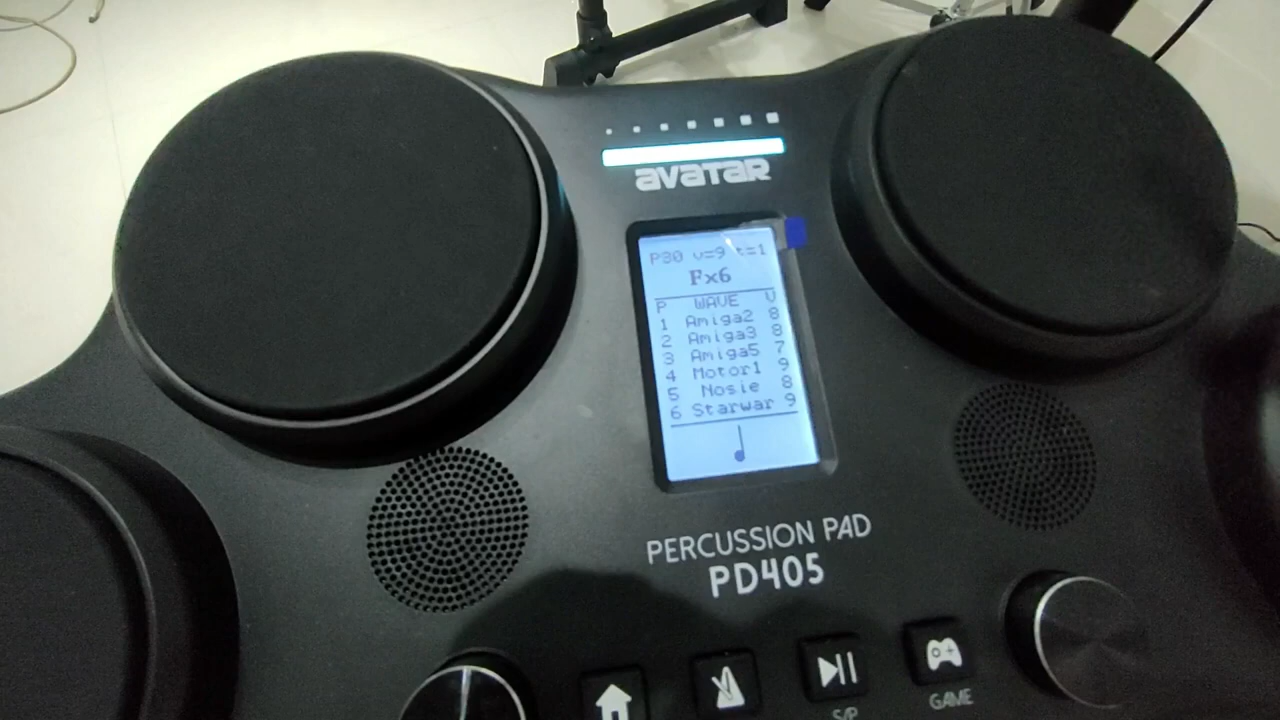 AVATAR
P30 v=9 t=1
Fx6
P WAVE V
1 Amiga2 8
2 Amiga3 8
3 Amiga5 7
4 Motor1 9
5 Nosie 8
6 Starwar 9
PERCUSSION PAD
PD405
S/P
GAME